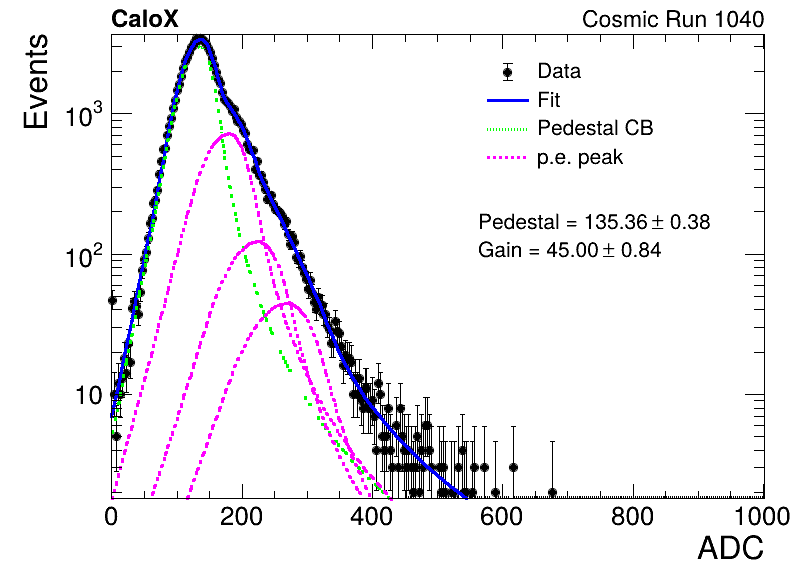 CaloX Cosmic Run 1040
Events
Data
Fit
Pedestal CB
p.e. peak
Pedestal = 135.36 ± 0.38
Gain = 45.00 ± 0.84
10³
10²
10
0 200 400 600 800 1000
ADC